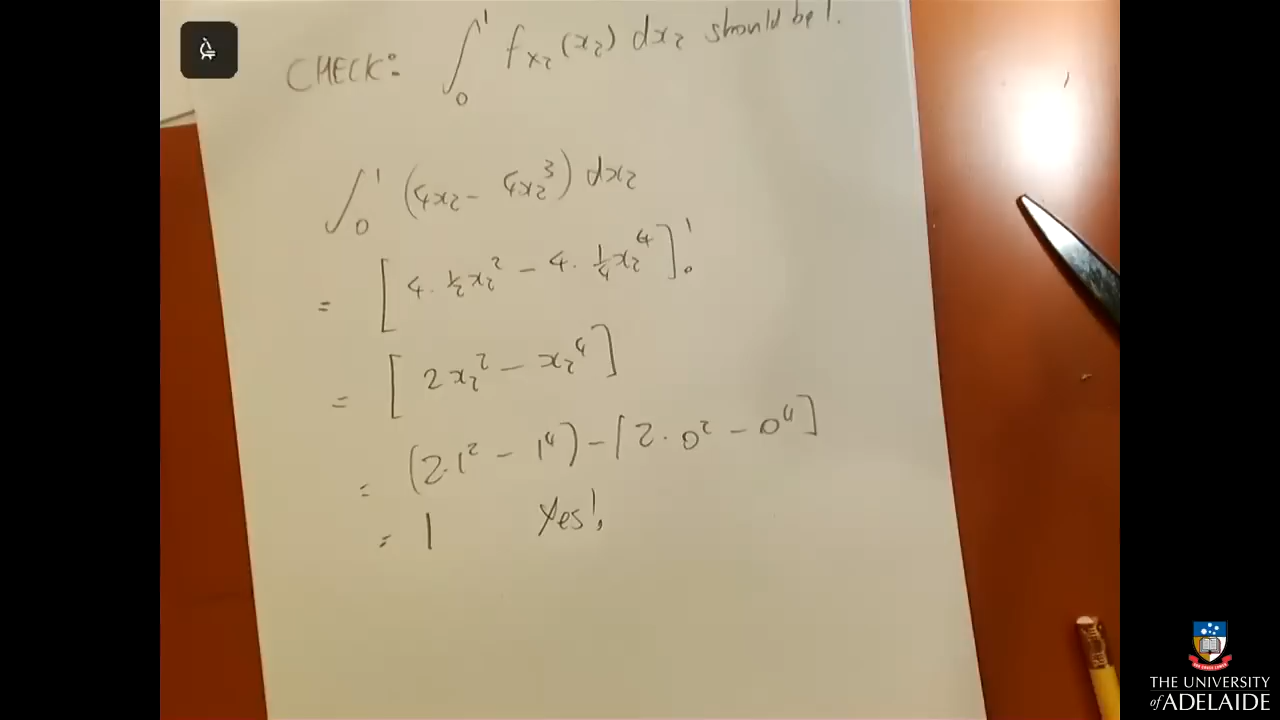 CHECK: ∫₀¹ f_{x₂}(x₂) dx₂ should be 1.
∫₀¹ (4x₂ - 4x₂³) dx₂
= [4 · ½x₂² - 4 · ¼x₂⁴]₀¹
= [2x₂² - x₂⁴]
= (2·1² - 1⁴) - [2·0² - 0⁴]
= 1 Yes!
THE UNIVERSITY
of ADELAIDE